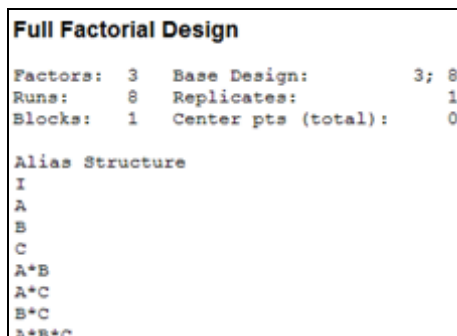 Full Factorial Design
Factors: 3 Base Design: 3; 8
Runs: 8 Replicates: 1
Blocks: 1 Center pts (total): 0
Alias Structure
I
A
B
C
A*B
A*C
B*C
A*B*C